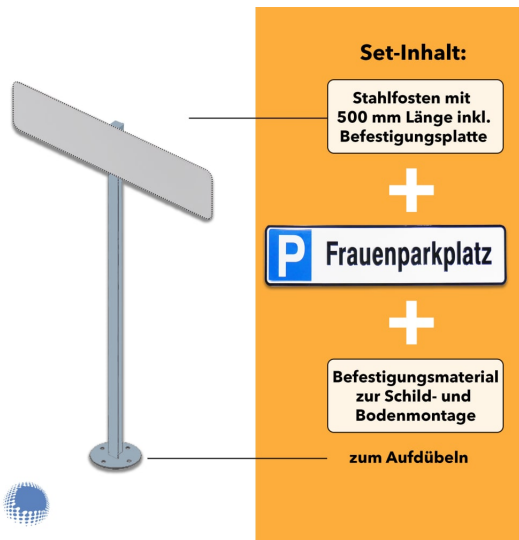 Set-Inhalt:
Stahlfosten mit
500 mm Länge inkl.
Befestigungsplatte
+
P Frauenparkplatz
+
Befestigungsmaterial
zur Schild- und
Bodenmontage
zum Aufdübeln